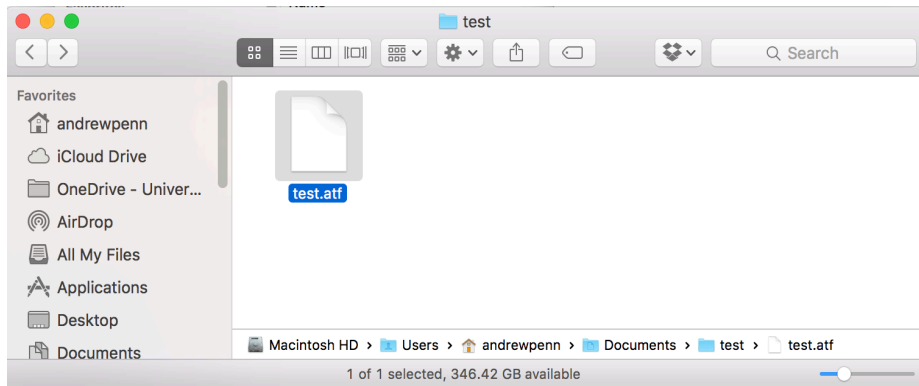 test
Search
Favorites
andrewpenn
iCloud Drive
OneDrive - Univer...
AirDrop
All My Files
Applications
Desktop
Documents
test.atf
Macintosh HD › Users › andrewpenn › Documents › test › test.atf
1 of 1 selected, 346.42 GB available